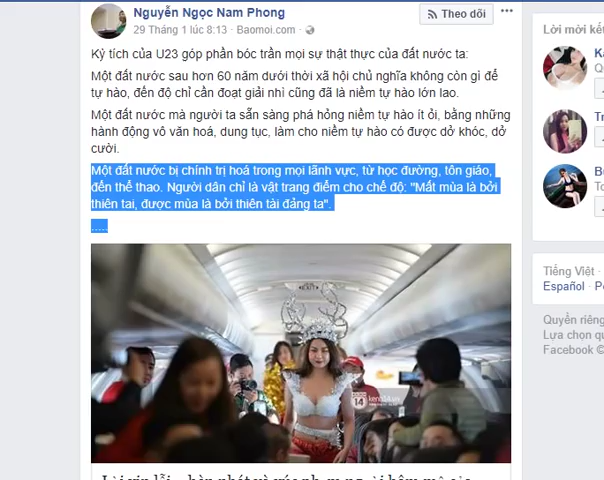 Nguyễn Ngọc Nam Phong
29 Tháng 1 lúc 8:13 · Baomoi.com ·
Theo dõi
Kỳ tích của U23 góp phần bóc trần mọi sự thật thực của đất nước ta:
Một đất nước sau hơn 60 năm dưới thời xã hội chủ nghĩa không còn gì để
tự hào, đến độ chỉ cần đoạt giải nhì cũng đã là niềm tự hào lớn lao.
Một đất nước mà người ta sẵn sàng phá hỏng niềm tự hào ít ỏi, bằng những
hành động vô văn hoá, dung tục, làm cho niềm tự hào có được dở khóc, dở
cười.
Một đất nước bị chính trị hoá trong mọi lãnh vực, từ học đường, tôn giáo,
đến thể thao. Người dân chỉ là vật trang điểm cho chế độ: "Mất mùa là bởi
thiên tai, được mùa là bởi thiên tài đảng ta".
.....
14
Lời mời kết
Tiếng Việt ·
Español ·
Quyền riêng
Lựa chọn qu
Facebook ©